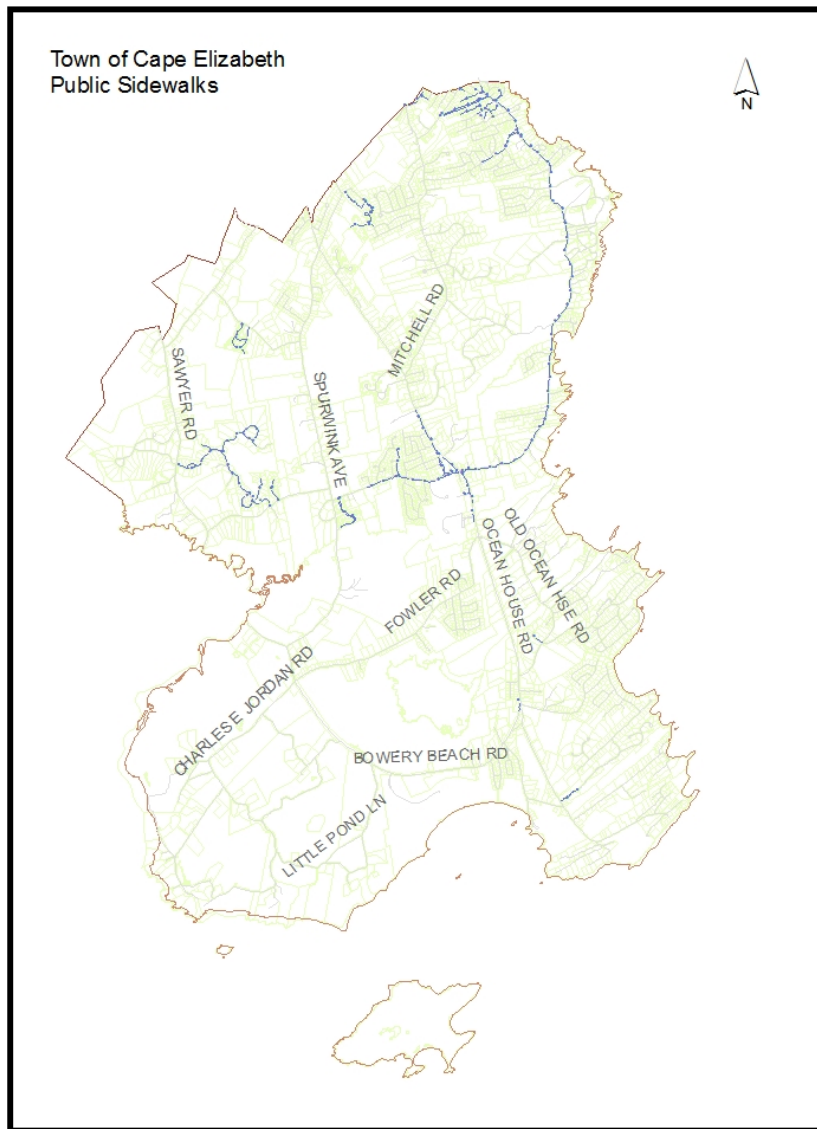 Town of Cape Elizabeth
Public Sidewalks
N
MITCHELL RD
SAWYER RD
SPURWINK AVE
OLD OCEAN HSE RD
OCEAN HOUSE RD
FOWLER RD
CHARLES E JORDAN RD
BOWERY BEACH RD
LITTLE POND LN